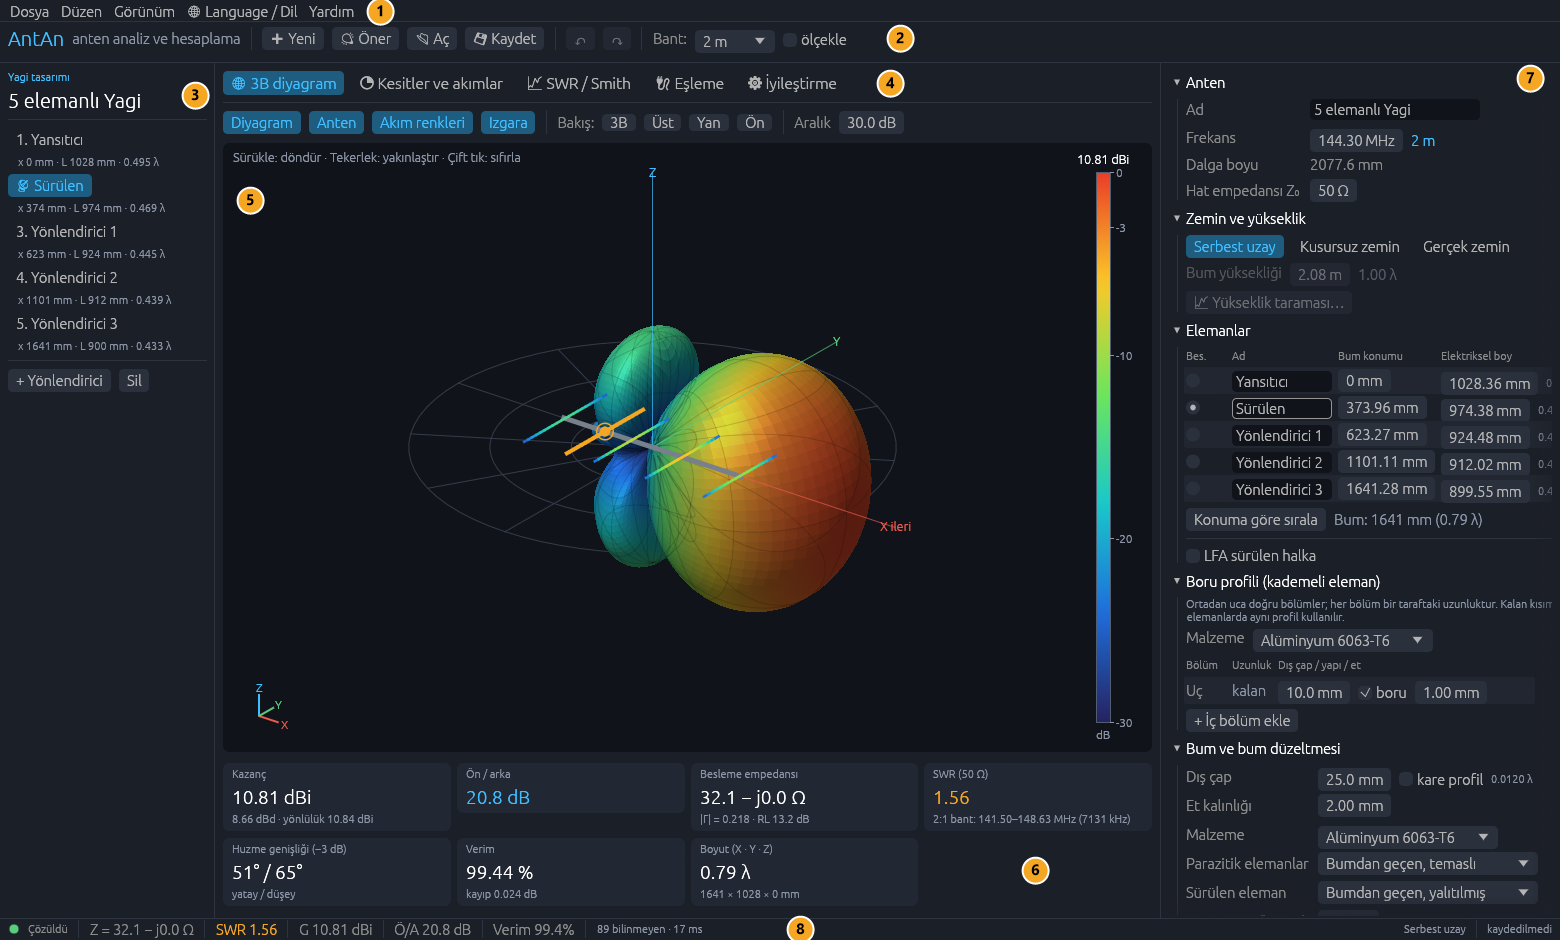 Dosya Düzen Görünüm Language / Dil Yardım 1
AntAn anten analiz ve hesaplama + Yeni Öner Aç Kaydet Bant: 2 m ölçekle 2
Yagi tasarımı
5 elemanlı Yagi 3
1. Yansıtıcı
x 0 mm · L 1028 mm · 0.495 λ
Sürülen
x 374 mm · L 974 mm · 0.469 λ
3. Yönlendirici 1
x 623 mm · L 924 mm · 0.445 λ
4. Yönlendirici 2
x 1101 mm · L 912 mm · 0.439 λ
5. Yönlendirici 3
x 1641 mm · L 900 mm · 0.433 λ
+ Yönlendirici Sil
3B diyagram Kesitler ve akımlar SWR / Smith Eşleme İyileştirme 4
Diyagram Anten Akım renkleri Izgara Bakış: 3B Üst Yan Ön Aralık 30.0 dB
Sürükle: döndür · Tekerlek: yakınlaştır · Çift tık: sıfırla
5
10.81 dBi
0
-3
-10
-20
-30
dB
Z
Y
X ileri
Z
Y
X
Kazanç
10.81 dBi
8.66 dBd · yönlülük 10.84 dBi
Ön / arka
20.8 dB
Besleme empedansı
32.1 – j0.0 Ω
|Γ| = 0.218 · RL 13.2 dB
SWR (50 Ω)
1.56
2:1 bant: 141.50–148.63 MHz (7131 kHz)
Huzme genişliği (−3 dB)
51° / 65°
yatay / düşey
Verim
99.44 %
kayıp 0.024 dB
Boyut (X · Y · Z)
0.79 λ
1641 × 1028 × 0 mm
6
Anten 7
Ad 5 elemanlı Yagi
Frekans 144.30 MHz 2 m
Dalga boyu 2077.6 mm
Hat empedansı Z₀ 50 Ω
Zemin ve yükseklik
Serbest uzay Kusursuz zemin Gerçek zemin
Bum yüksekliği 2.08 m 1.00 λ
Yükseklik taraması...
Elemanlar
Bes. Ad Bum konumu Elektriksel boy
Yansıtıcı 0 mm 1028.36 mm 0
Sürülen 373.96 mm 974.38 mm 0.4
Yönlendirici 1 623.27 mm 924.48 mm 0.4
Yönlendirici 2 1101.11 mm 912.02 mm 0.4
Yönlendirici 3 1641.28 mm 899.55 mm 0.4
Konuma göre sırala Bum: 1641 mm (0.79 λ)
LFA sürülen halka
Boru profili (kademeli eleman)
Ortadan uca doğru bölümler; her bölüm bir taraftaki uzunluktur. Kalan kısım
elemanlarda aynı profil kullanılır.
Malzeme Alüminyum 6063-T6
Bölüm Uzunluk Dış çap / yapı / et
Uç kalan 10.0 mm ✓ boru 1.00 mm
+ İç bölüm ekle
Bum ve bum düzeltmesi
Dış çap 25.0 mm kare profil 0.0120 λ
Et kalınlığı 2.00 mm
Malzeme Alüminyum 6063-T6
Parazitik elemanlar Bumdan geçen, temaslı
Sürülen eleman Bumdan geçen, yalıtılmış
Çözüldü Z = 32.1 – j0.0 Ω SWR 1.56 G 10.81 dBi Ö/A 20.8 dB Verim 99.4% 89 bilinmeyen · 17 ms 8 Serbest uzay kaydedilmedi